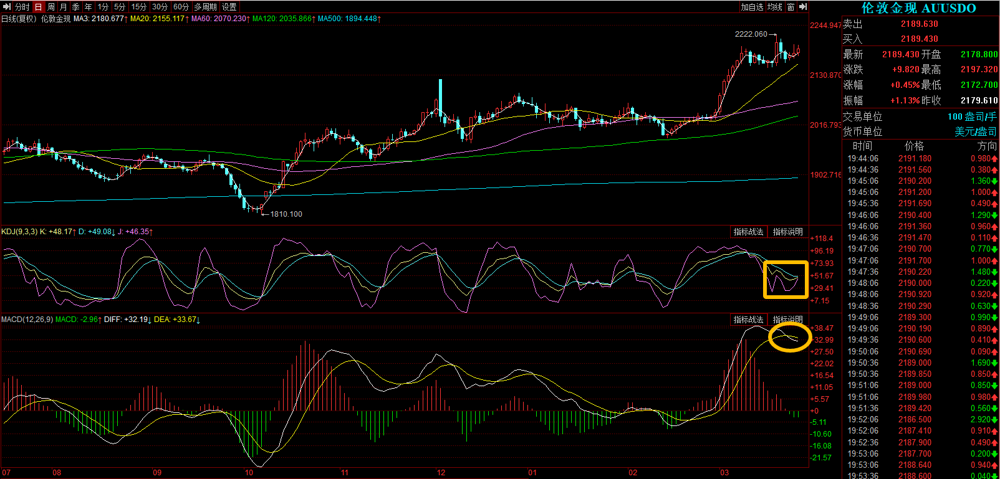 分时 日 周 月 季 年 1分 5分 15分 30分 60分 多周期 设置 加自选 均线 窗
日线(复权) 伦敦金现 MA3: 2180.677↑ MA20: 2155.117↑ MA60: 2070.230↑ MA120: 2035.866↑ MA500: 1894.448↑
2244.947
2222.060
2130.870
2016.793
1902.716
1810.100
KDJ(9,3,3) K: +48.17↑ D: +49.08↓ J: +46.35↑
指标战法 指标说明
+118.4
+96.19
+73.93
+51.67
+29.41
+7.15
MACD(12,26,9) MACD: -2.96↑ DIFF: +32.19↓ DEA: +33.67↓
指标战法 指标说明
+38.47
+32.99
+27.50
+22.02
+16.54
+11.05
+5.57
+0
-5.11
-10.60
-16.08
-21.57
07 08 09 10 11 12 01 02 03
伦敦金现 AUUSDO
卖出 2189.630
买入 2189.430
最新 2189.430 开盘 2178.800
涨跌 +9.820 最高 2197.320
涨幅 +0.45% 最低 2172.700
振幅 +1.13% 昨收 2179.610
交易单位 100 盎司/手
货币单位 美元/盎司
时间 价格 方向
19:44:06 2191.180 0.980
19:44:36 2191.560 0.380
19:45:06 2190.200 1.360
19:45:06 2191.200 1.000
19:45:36 2191.690 0.490
19:46:06 2190.400 1.290
19:46:06 2191.360 0.960
19:46:36 2191.470 0.110
19:47:06 2190.700 0.770
19:47:06 2191.700 1.000
19:47:36 2190.220 1.480
19:48:06 2190.000 0.220
19:48:06 2190.920 0.920
19:48:36 2190.290 0.630
19:49:06 2189.300 0.990
19:49:06 2190.190 0.890
19:49:36 2190.600 0.410
19:50:06 2190.690 0.090
19:50:36 2189.000 1.690
19:50:36 2189.850 0.850
19:51:06 2189.000 0.850
19:51:06 2189.980 0.980
19:51:36 2189.420 0.560
19:52:06 2186.500 2.920
19:52:06 2187.410 0.910
19:52:36 2187.900 0.490
19:53:06 2187.700 0.200
19:53:06 2188.640 0.940
19:53:36 2188.600 0.040